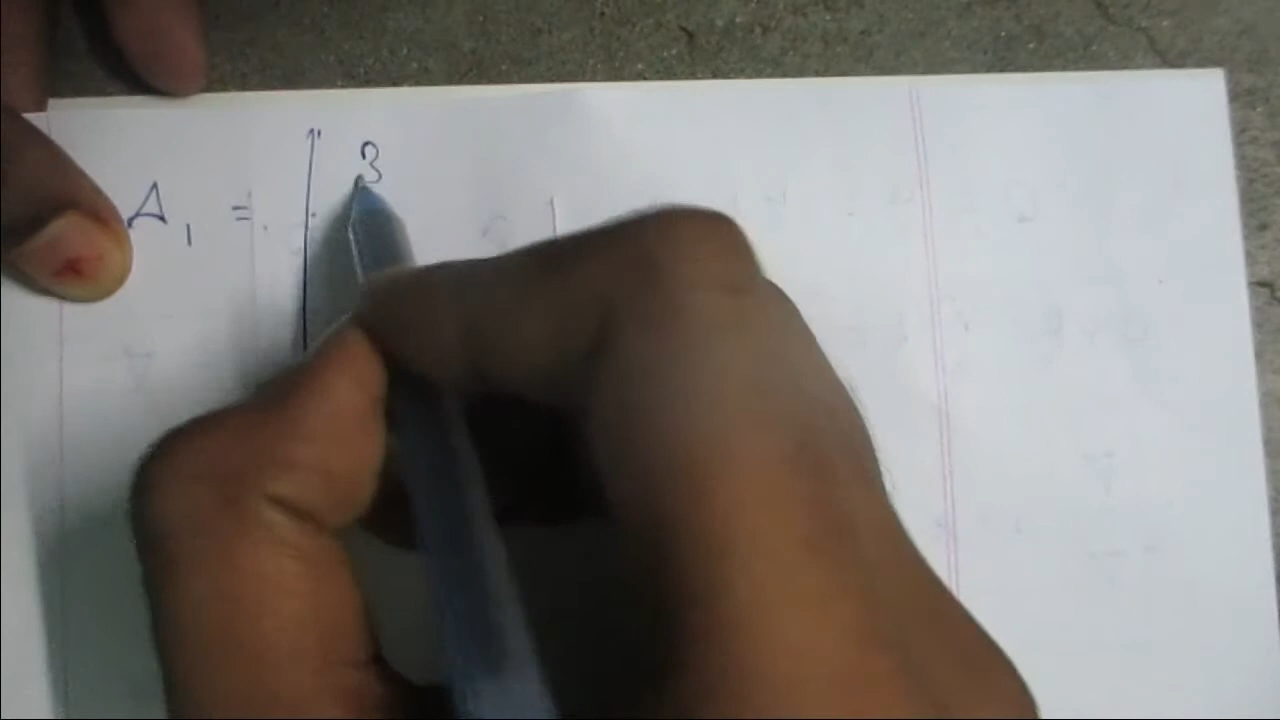 A₁ = | 3